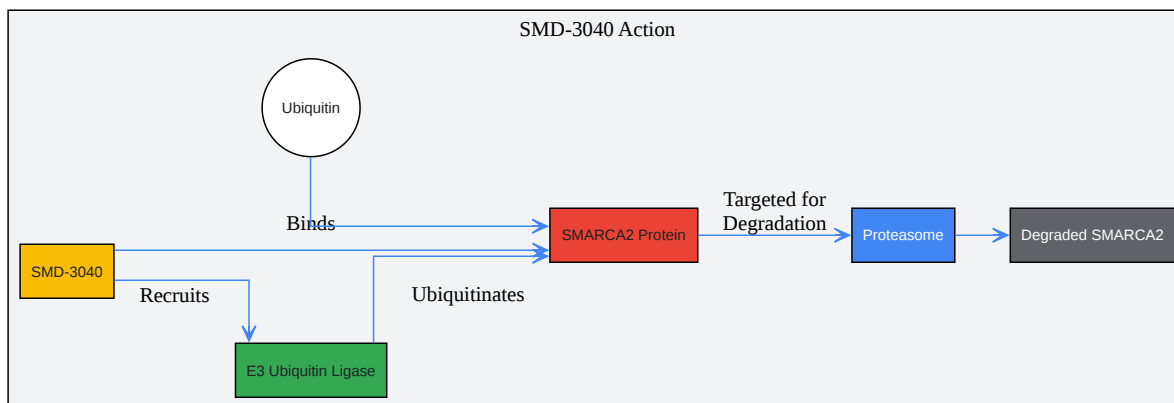 SMD-3040 Action
Ubiquitin
Binds
Targeted for
Degradation
SMARCA2 Protein
Proteasome
Degraded SMARCA2
SMD-3040
Recruits
Ubiquitinates
E3 Ubiquitin Ligase